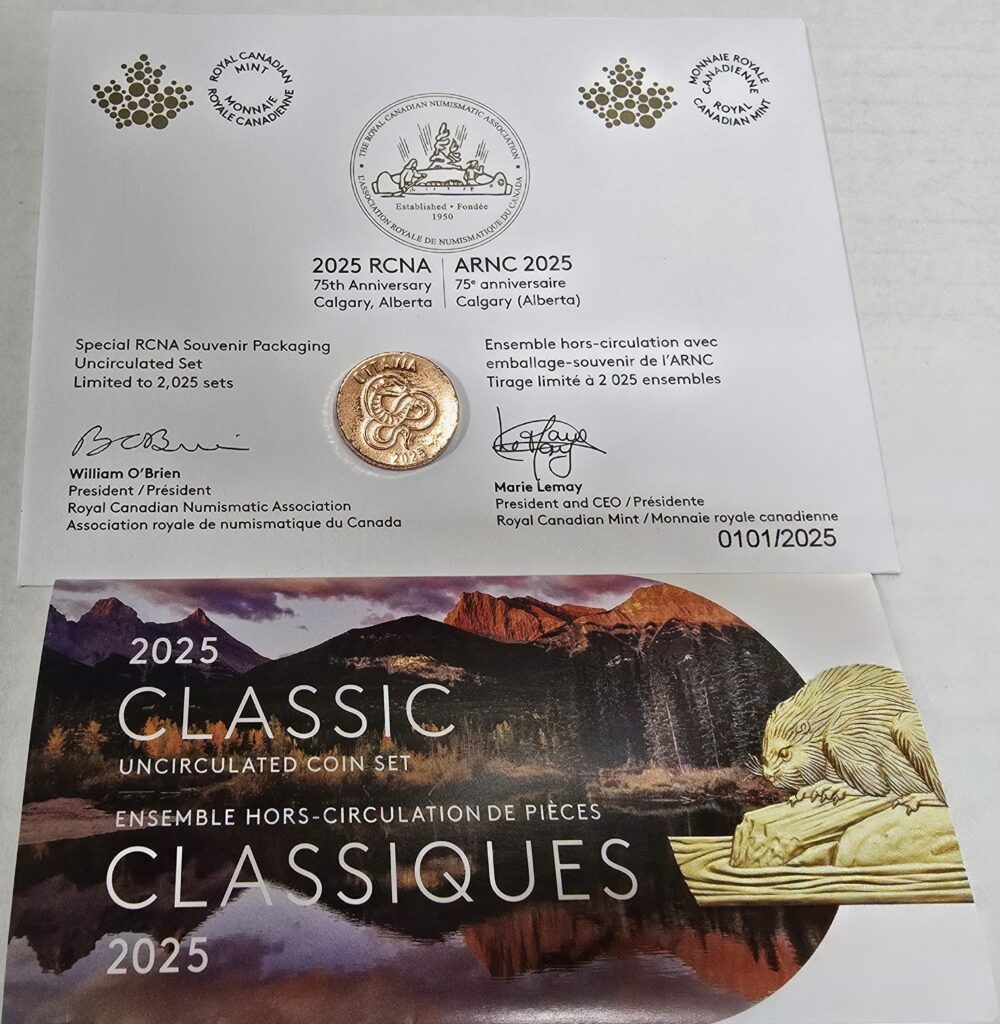 ROYAL CANADIAN
MINT
MONNAIE
ROYALE CANADIENNE
MONNAIE ROYALE
CANADIENNE
ROYAL
CANADIAN MINT
THE ROYAL CANADIAN NUMISMATIC ASSOCIATION
Established • Fondée
1950
L'ASSOCIATION ROYALE DE NUMISMATIQUE DU CANADA
2025 RCNA
75th Anniversary
Calgary, Alberta
ARNC 2025
75e anniversaire
Calgary (Alberta)
Special RCNA Souvenir Packaging
Uncirculated Set
Limited to 2,025 sets
Ensemble hors-circulation avec
emballage-souvenir de l'ARNC
Tirage limité à 2 025 ensembles
William O'Brien
President / Président
Royal Canadian Numismatic Association
Association royale de numismatique du Canada
Marie Lemay
President and CEO / Présidente
Royal Canadian Mint / Monnaie royale canadienne
0101/2025
2025
CLASSIC
UNCIRCULATED COIN SET
ENSEMBLE HORS-CIRCULATION DE PIÈCES
CLASSIQUES
2025